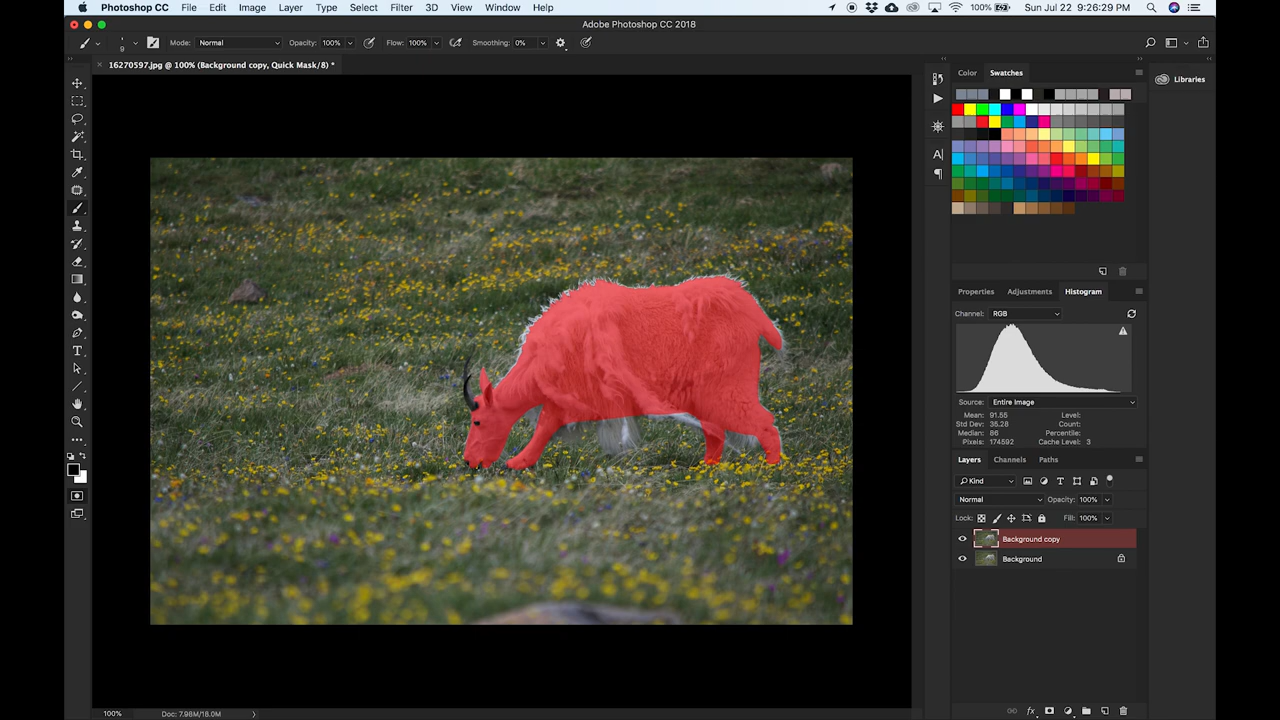 Photoshop CC File Edit Image Layer Type Select Filter 3D View Window Help 100% Sun Jul 22 9:26:29 PM
Adobe Photoshop CC 2018
9 Mode: Normal Opacity: 100% Flow: 100% Smoothing: 0%
16270597.jpg @ 100% (Background copy, Quick Mask/8) *
Color Swatches
Libraries
Properties Adjustments Histogram
Channel: RGB
Source: Entire Image
Mean: 91.55 Level:
Std Dev: 35.28 Count:
Median: 86 Percentile:
Pixels: 174592 Cache Level: 3
Layers Channels Paths
Kind
Normal Opacity: 100%
Lock: Fill: 100%
Background copy
Background
100% Doc: 7.98M/18.0M